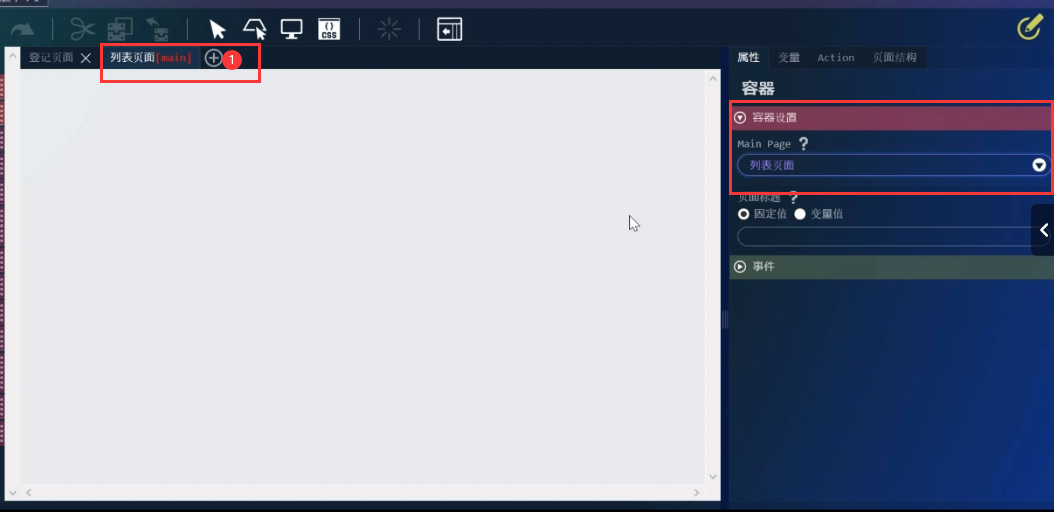 {} CSS
登记页面
列表页面[main]
1
属性 变量 Action 页面结构
容器
容器设置
Main Page ?
列表页面
页面标题 ?
固定值 变量值
事件